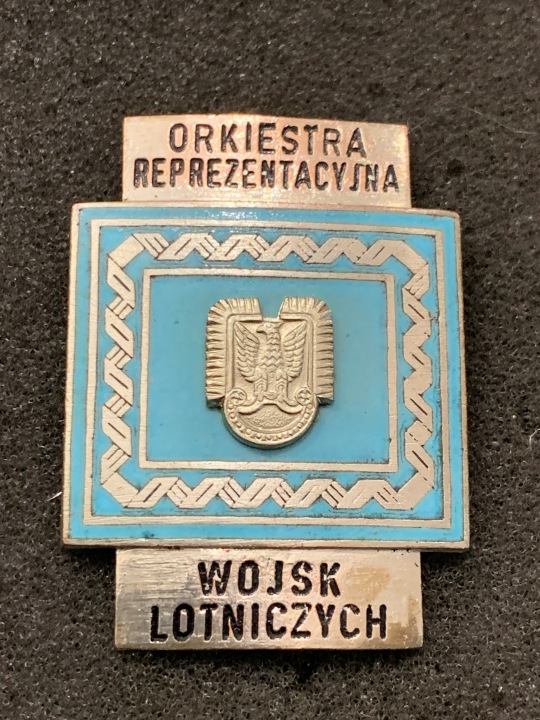 ORKIESTRA
REPREZENTACYJNA
WOJSK
LOTNICZYCH